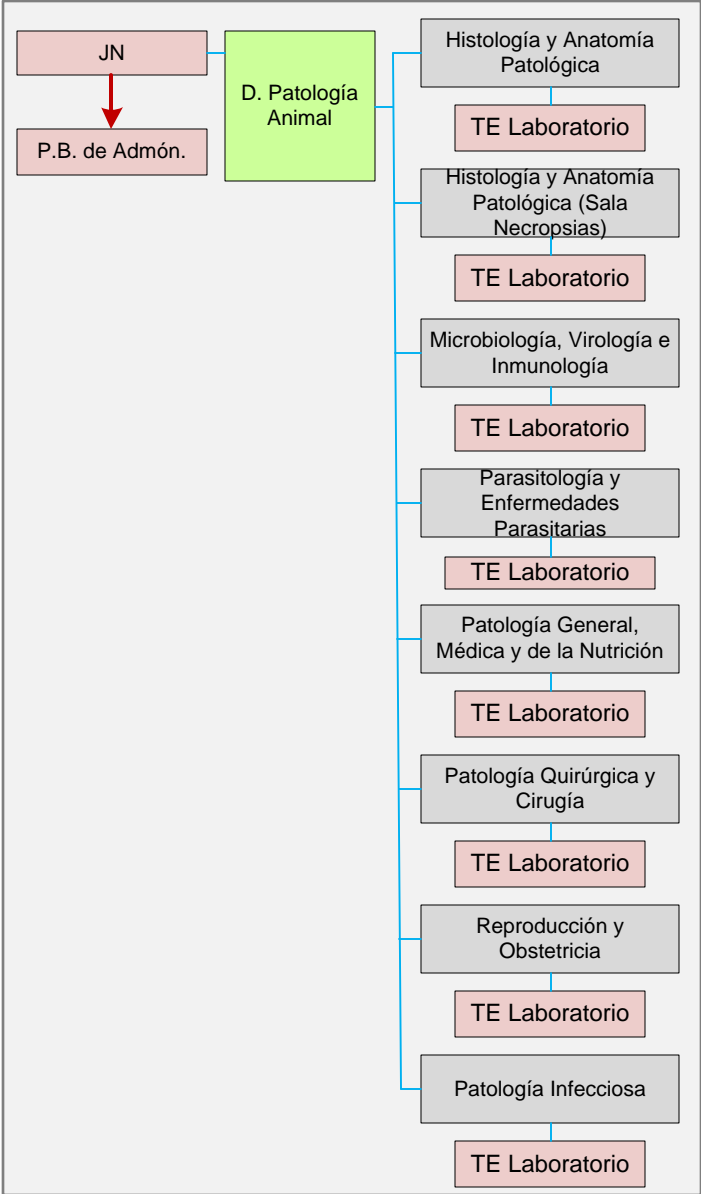 JN
P.B. de Admón.
D. Patología
Animal
Histología y Anatomía
Patológica
TE Laboratorio
Histología y Anatomía
Patológica (Sala
Necropsias)
TE Laboratorio
Microbiología, Virología e
Inmunología
TE Laboratorio
Parasitología y
Enfermedades
Parasitarias
TE Laboratorio
Patología General,
Médica y de la Nutrición
TE Laboratorio
Patología Quirúrgica y
Cirugía
TE Laboratorio
Reproducción y
Obstetricia
TE Laboratorio
Patología Infecciosa
TE Laboratorio